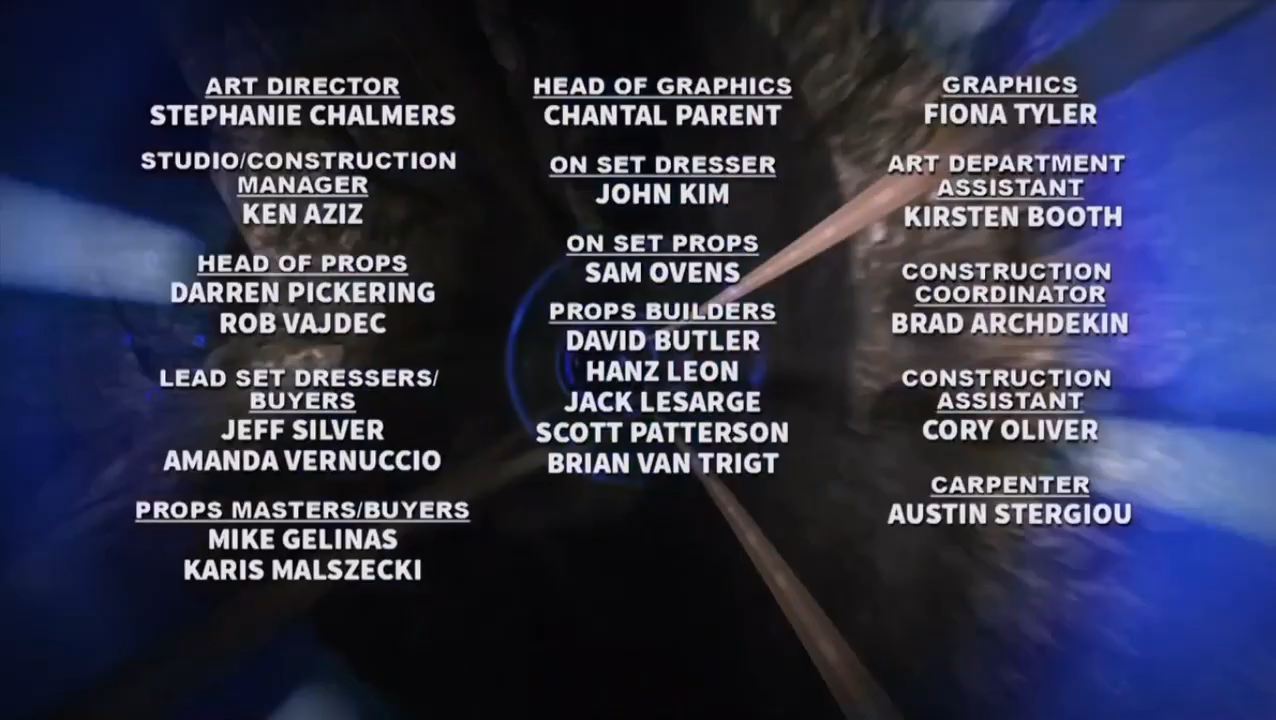 ART DIRECTOR
STEPHANIE CHALMERS
STUDIO/CONSTRUCTION
MANAGER
KEN AZIZ
HEAD OF PROPS
DARREN PICKERING
ROB VAJDEC
LEAD SET DRESSERS/
BUYERS
JEFF SILVER
AMANDA VERNUCCIO
PROPS MASTERS/BUYERS
MIKE GELINAS
KARIS MALSZECKI
HEAD OF GRAPHICS
CHANTAL PARENT
ON SET DRESSER
JOHN KIM
ON SET PROPS
SAM OVENS
PROPS BUILDERS
DAVID BUTLER
HANZ LEON
JACK LESARGE
SCOTT PATTERSON
BRIAN VAN TRIGT
GRAPHICS
FIONA TYLER
ART DEPARTMENT
ASSISTANT
KIRSTEN BOOTH
CONSTRUCTION
COORDINATOR
BRAD ARCHDEKIN
CONSTRUCTION
ASSISTANT
CORY OLIVER
CARPENTER
AUSTIN STERGIOU